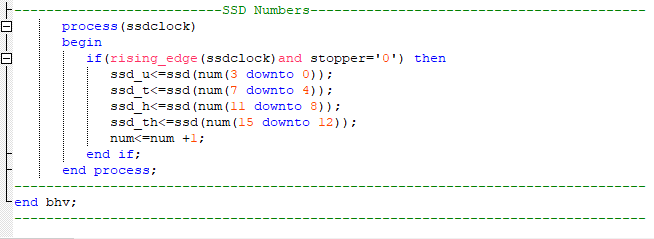 --------------------------SSD Numbers------------------------------------------
process(ssdclock)
begin
if(rising_edge(ssdclock)and stopper='0') then
ssd_u<=ssd(num(3 downto 0));
ssd_t<=ssd(num(7 downto 4));
ssd_h<=ssd(num(11 downto 8));
ssd_th<=ssd(num(15 downto 12));
num<=num +1;
end if;
end process;
-------------------------------------------------------------------------------
end bhv;
-------------------------------------------------------------------------------